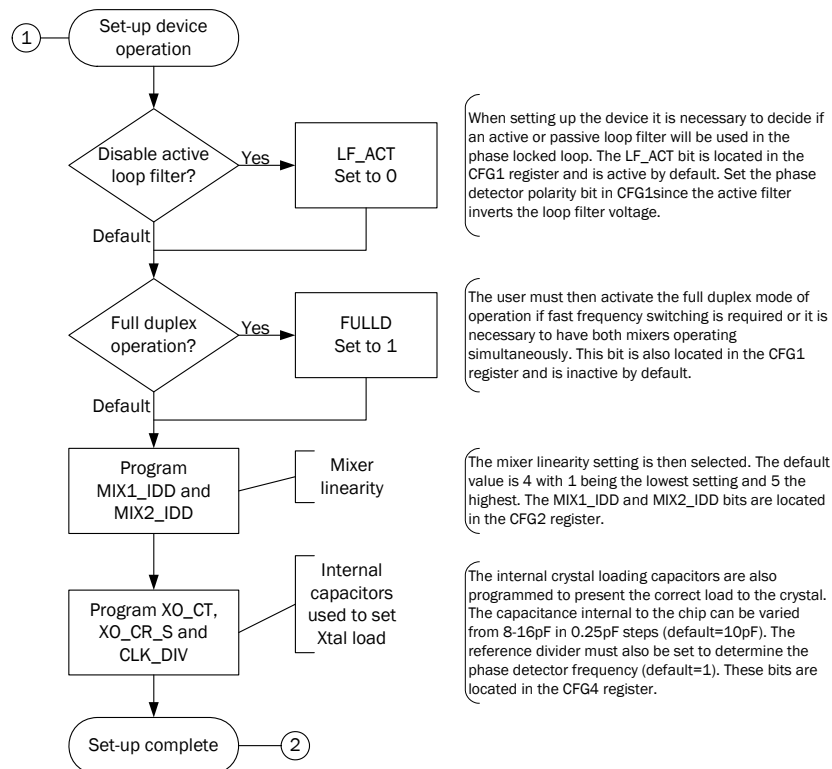 1
Set-up device
operation
Disable active
loop filter?
Yes
LF_ACT
Set to 0
Default
When setting up the device it is necessary to decide if
an active or passive loop filter will be used in the
phase locked loop. The LF_ACT bit is located in the
CFG1 register and is active by default. Set the phase
detector polarity bit in CFG1since the active filter
inverts the loop filter voltage.
Full duplex
operation?
Yes
FULLD
Set to 1
Default
The user must then activate the full duplex mode of
operation if fast frequency switching is required or it is
necessary to have both mixers operating
simultaneously. This bit is also located in the CFG1
register and is inactive by default.
Program
MIX1_IDD and
MIX2_IDD
Mixer
linearity
The mixer linearity setting is then selected. The default
value is 4 with 1 being the lowest setting and 5 the
highest. The MIX1_IDD and MIX2_IDD bits are located
in the CFG2 register.
Program XO_CT,
XO_CR_S and
CLK_DIV
Internal
capacitors
used to set
Xtal load
The internal crystal loading capacitors are also
programmed to present the correct load to the crystal.
The capacitance internal to the chip can be varied
from 8-16pF in 0.25pF steps (default=10pF). The
reference divider must also be set to determine the
phase detector frequency (default=1). These bits are
located in the CFG4 register.
Set-up complete
2